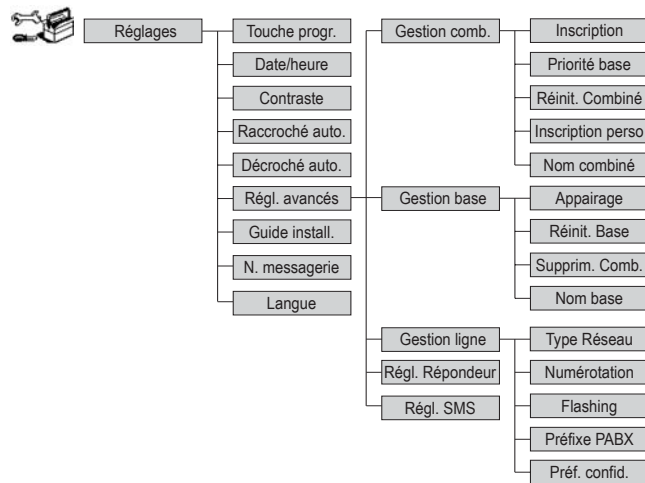 Réglages
Touche progr.
Date/heure
Contraste
Raccroché auto.
Décroché auto.
Régl. avancés
Guide install.
N. messagerie
Langue
Gestion comb.
Inscription
Priorité base
Réinit. Combiné
Inscription perso
Nom combiné
Gestion base
Appairage
Réinit. Base
Supprim. Comb.
Nom base
Gestion ligne
Type Réseau
Numérotation
Flashing
Préfixe PABX
Préf. confid.
Régl. Répondeur
Régl. SMS